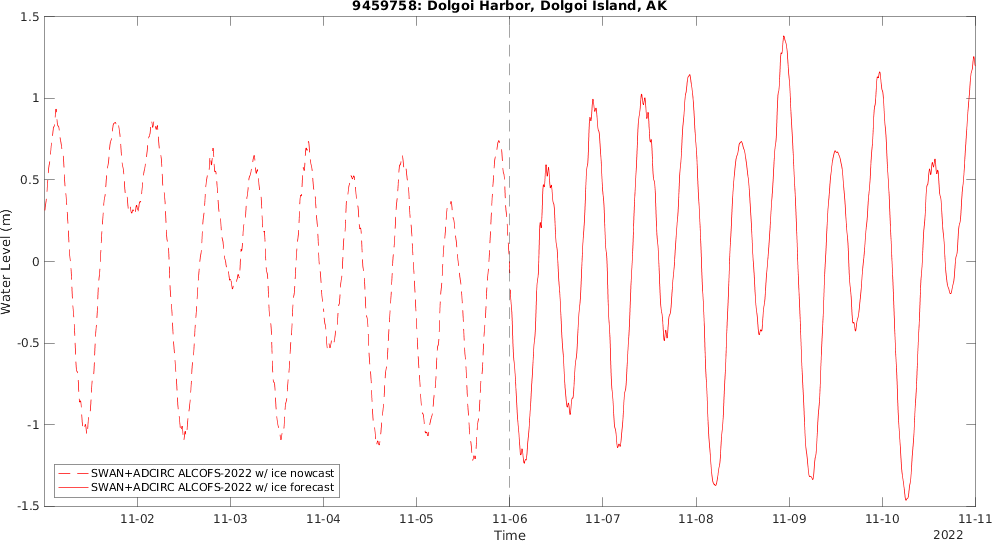 9459758: Dolgoi Harbor, Dolgoi Island, AK
1.5
1
0.5
0
-0.5
-1
-1.5
Water Level (m)
SWAN+ADCIRC ALCOFS-2022 w/ ice nowcast
SWAN+ADCIRC ALCOFS-2022 w/ ice forecast
11-02 11-03 11-04 11-05 11-06 11-07 11-08 11-09 11-10 11-11
Time
2022